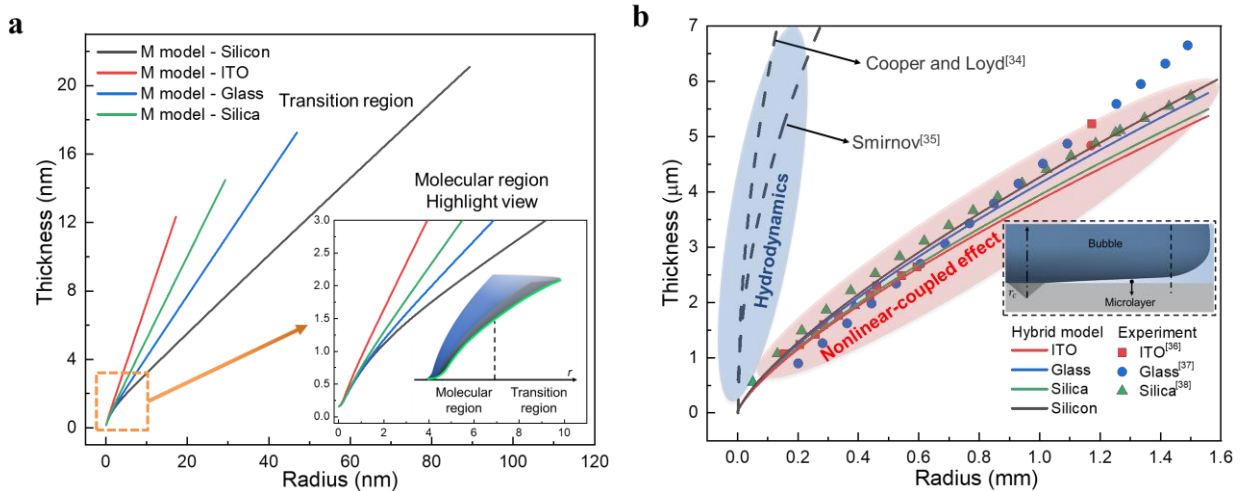 a
Thickness (nm)
20
16
12
8
4
0
M model - Silicon
M model - ITO
M model - Glass
M model - Silica
Transition region
Molecular region
Highlight view
3.0
2.5
2.0
1.5
1.0
0.5
0.0
r
Molecular
region
Transition
region
0
2
4
6
8
10
0
20
40
60
80
100
120
Radius (nm)
b
Thickness (μm)
7
6
5
4
3
2
1
0
Cooper and Loyd[34]
Smirnov[35]
Hydrodynamics
Nonlinear-coupled effect
Bubble
rc
Microlayer
Hybrid model
ITO
Glass
Silica
Silicon
Experiment
ITO[36]
Glass[37]
Silica[38]
0.0
0.2
0.4
0.6
0.8
1.0
1.2
1.4
1.6
Radius (mm)